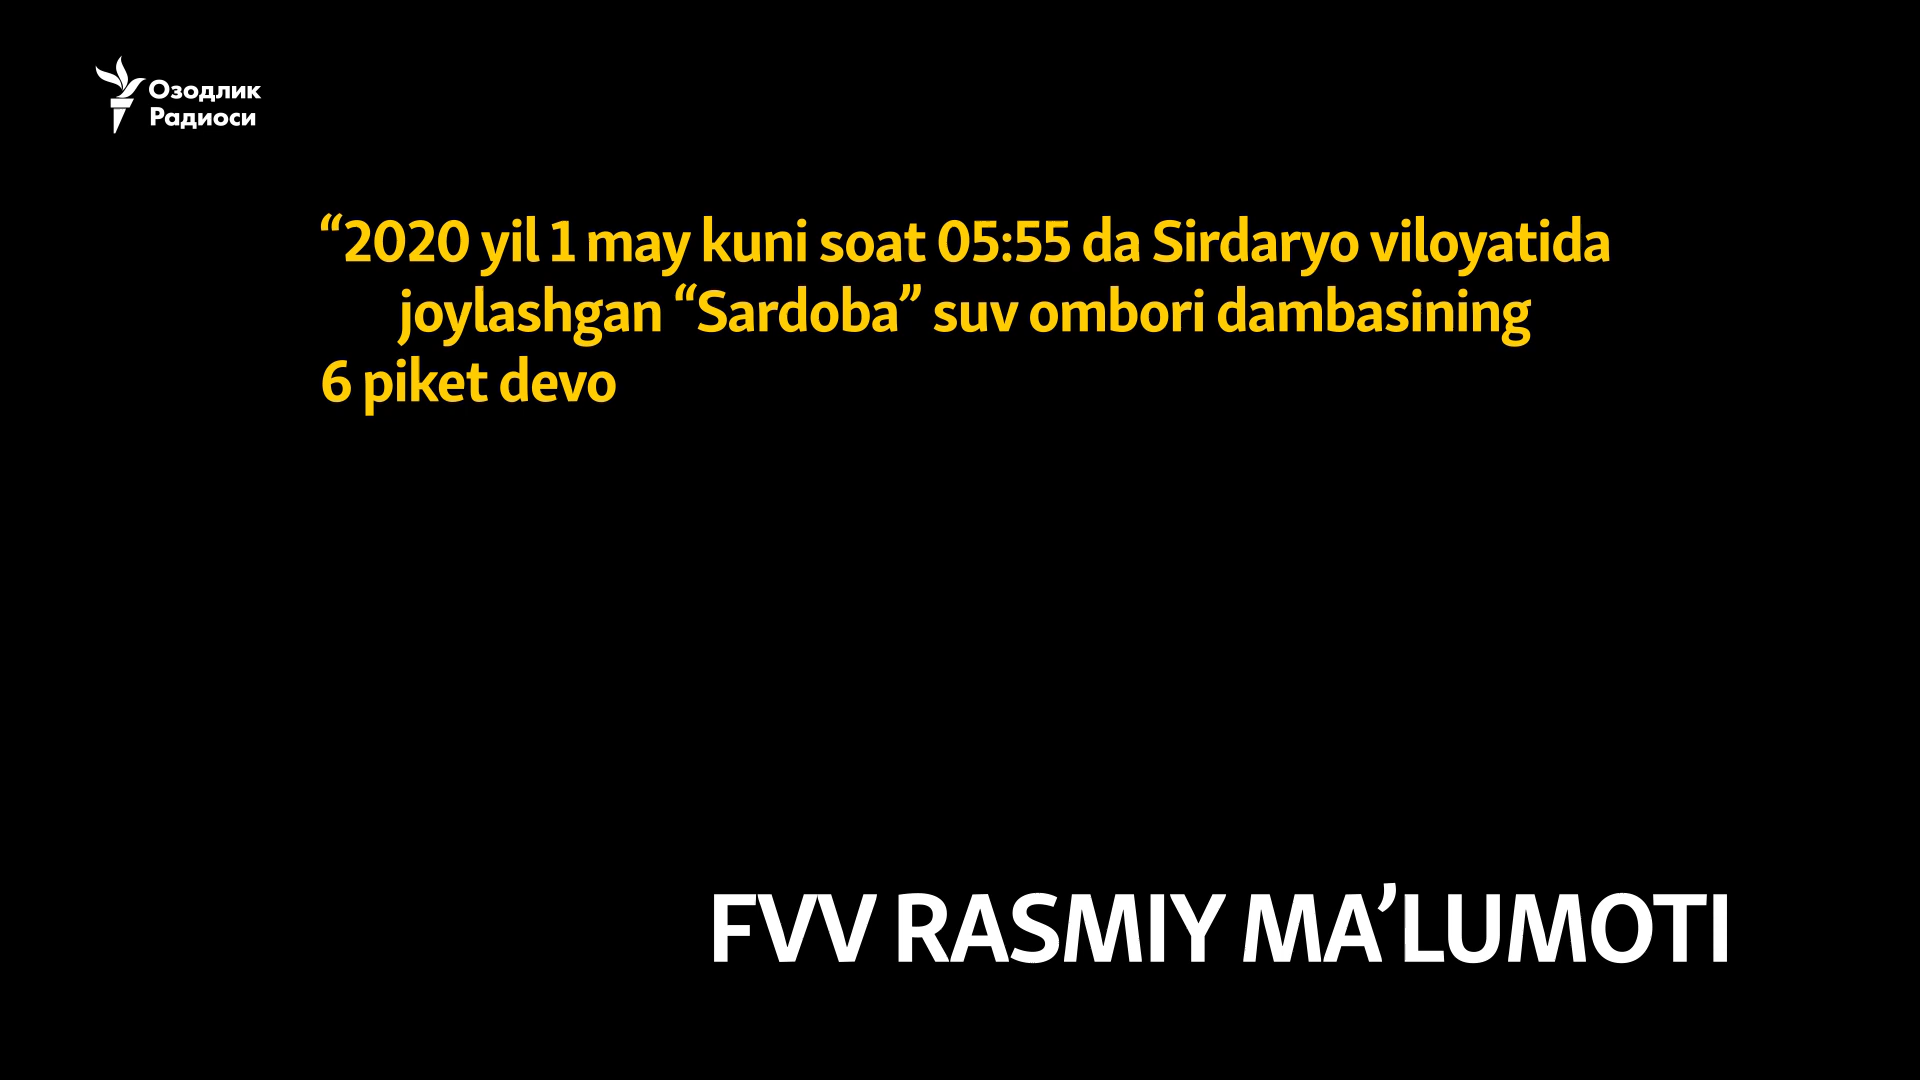 Озодлик
Радиоси
“2020 yil 1 may kuni soat 05:55 da Sirdaryo viloyatida
joylashgan “Sardoba” suv ombori dambasining
6 piket devo
FVV RASMIY MA’LUMOTI